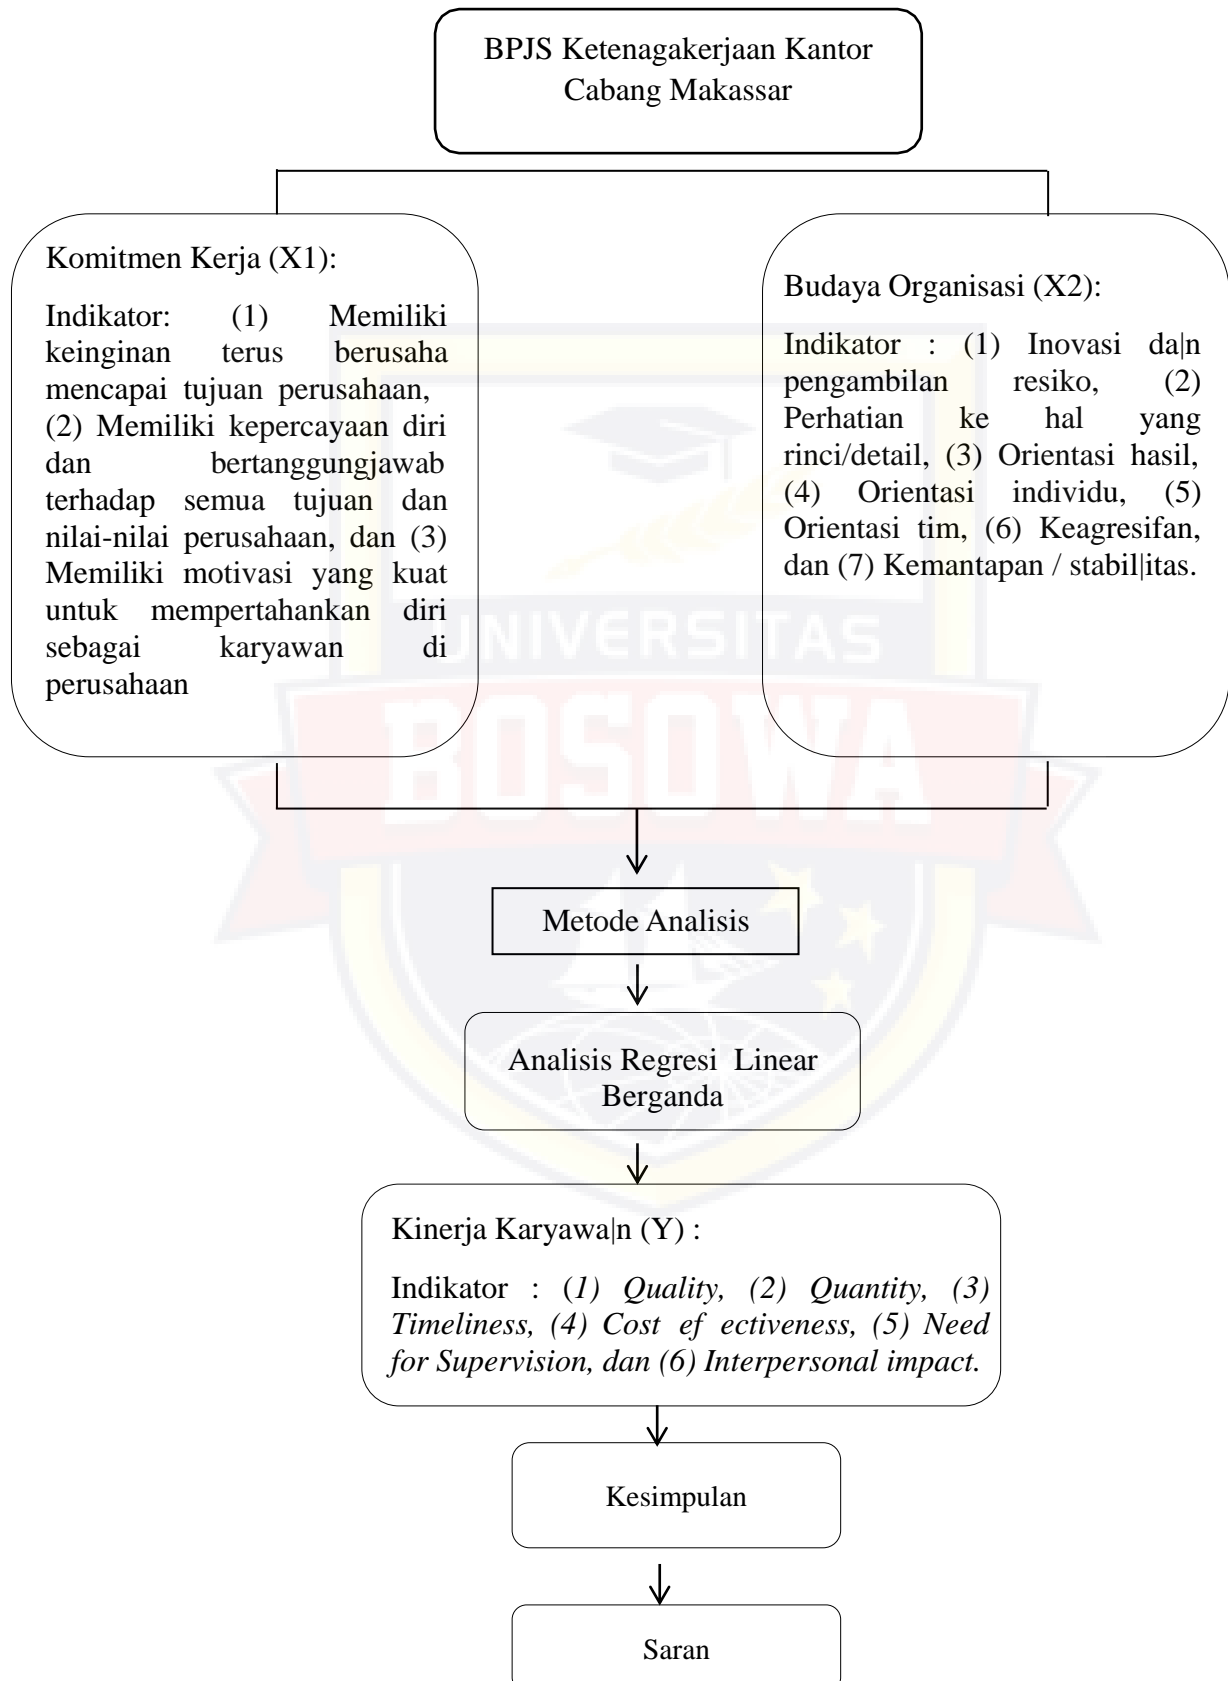 BPJS Ketenagakerjaan Kantor
Cabang Makassar
Komitmen Kerja (X1):
Indikator: (1) Memiliki
keinginan terus berusaha
mencapai tujuan perusahaan,
(2) Memiliki kepercayaan diri
dan bertanggungjawab
terhadap semua tujuan dan
nilai-nilai perusahaan, dan (3)
Memiliki motivasi yang kuat
untuk mempertahankan diri
sebagai karyawan di
perusahaan
Budaya Organisasi (X2):
Indikator : (1) Inovasi da|n
pengambilan resiko, (2)
Perhatian ke hal yang
rinci/detail, (3) Orientasi hasil,
(4) Orientasi individu, (5)
Orientasi tim, (6) Keagresifan,
dan (7) Kemantapan / stabil|itas.
UNIVERSITAS
BOSOWA
Metode Analisis
Analisis Regresi Linear
Berganda
Kinerja Karyawa|n (Y) :
Indikator : (1) Quality, (2) Quantity, (3)
Timeliness, (4) Cost ef ectiveness, (5) Need
for Supervision, dan (6) Interpersonal impact.
Kesimpulan
Saran